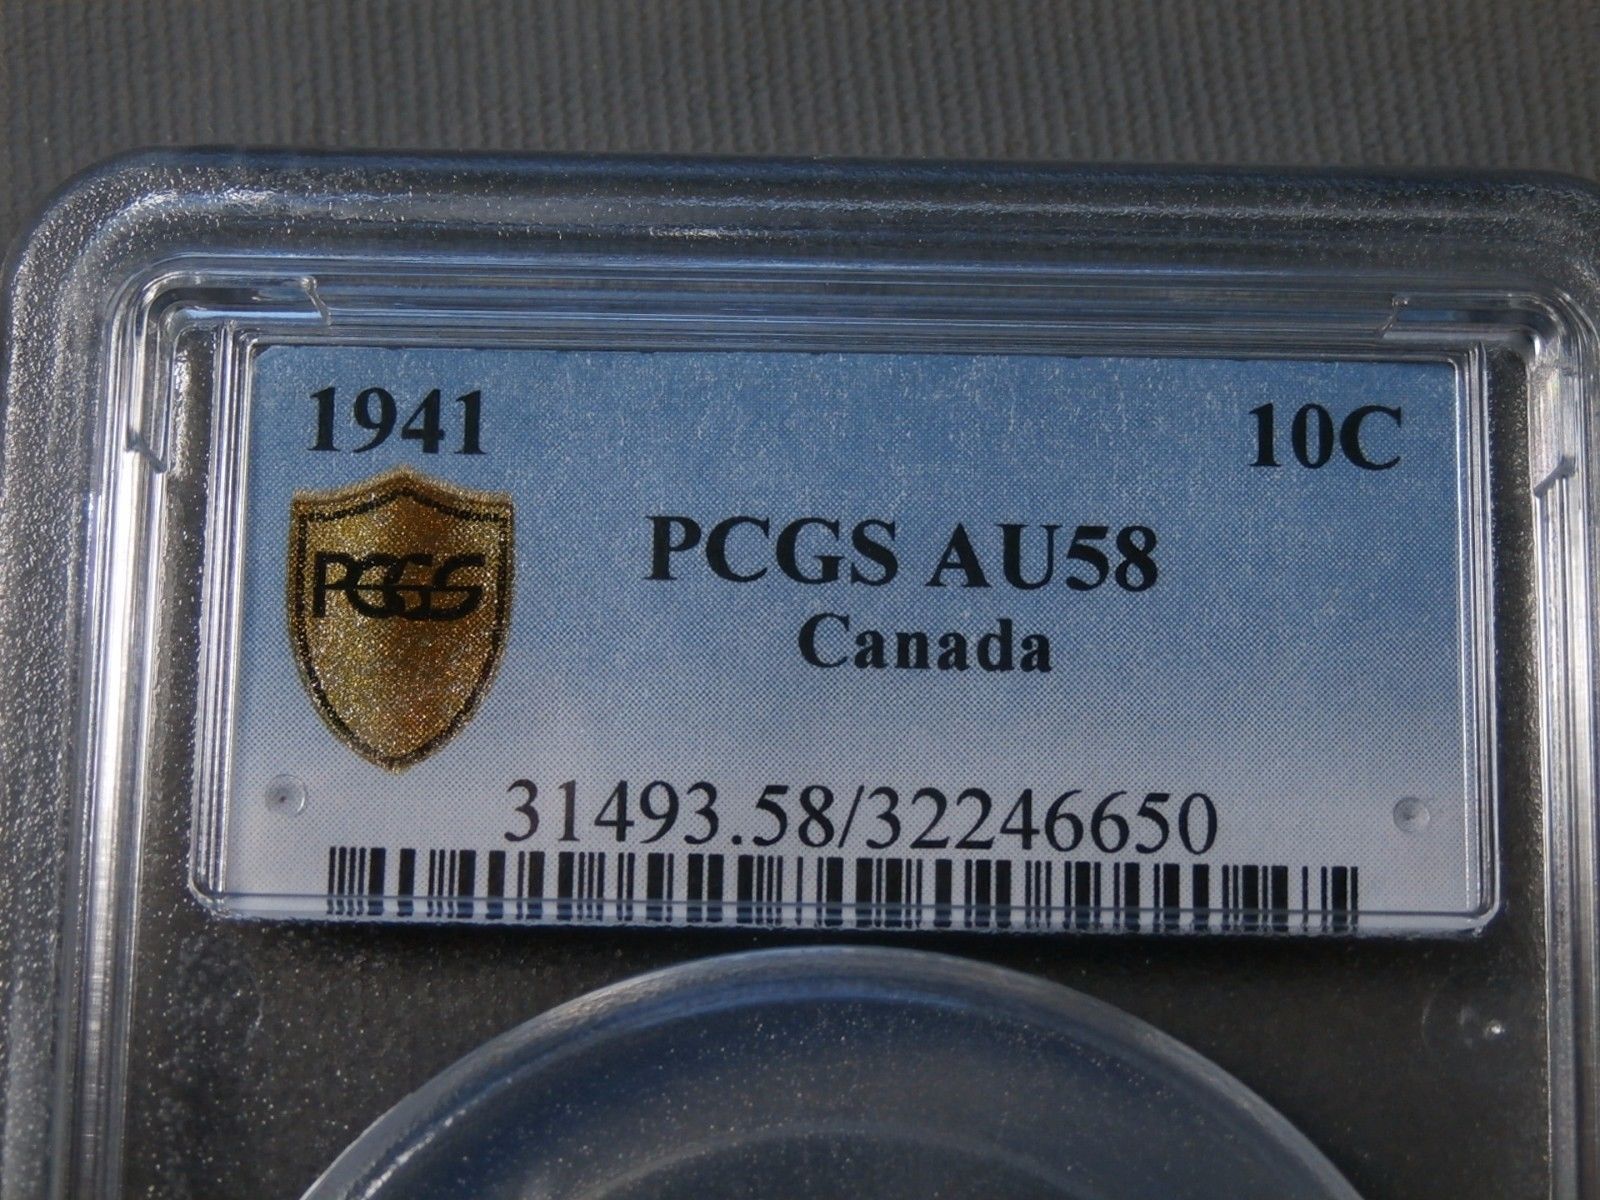 1941 10C
PCGS
PCGS AU58
Canada
31493.58/32246650